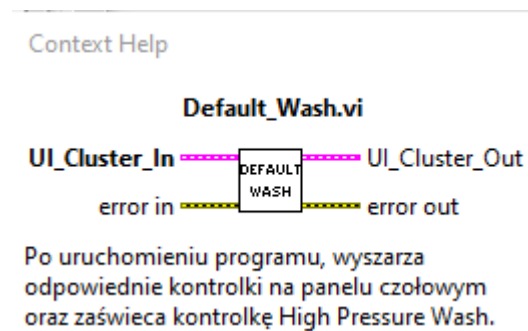 Context Help
Default_Wash.vi
UI_Cluster_In DEFAULT UI_Cluster_Out
WASH
error in error out
Po uruchomieniu programu, wyszarza
odpowiednie kontrolki na panelu czołowym
oraz zaświeca kontrolkę High Pressure Wash.